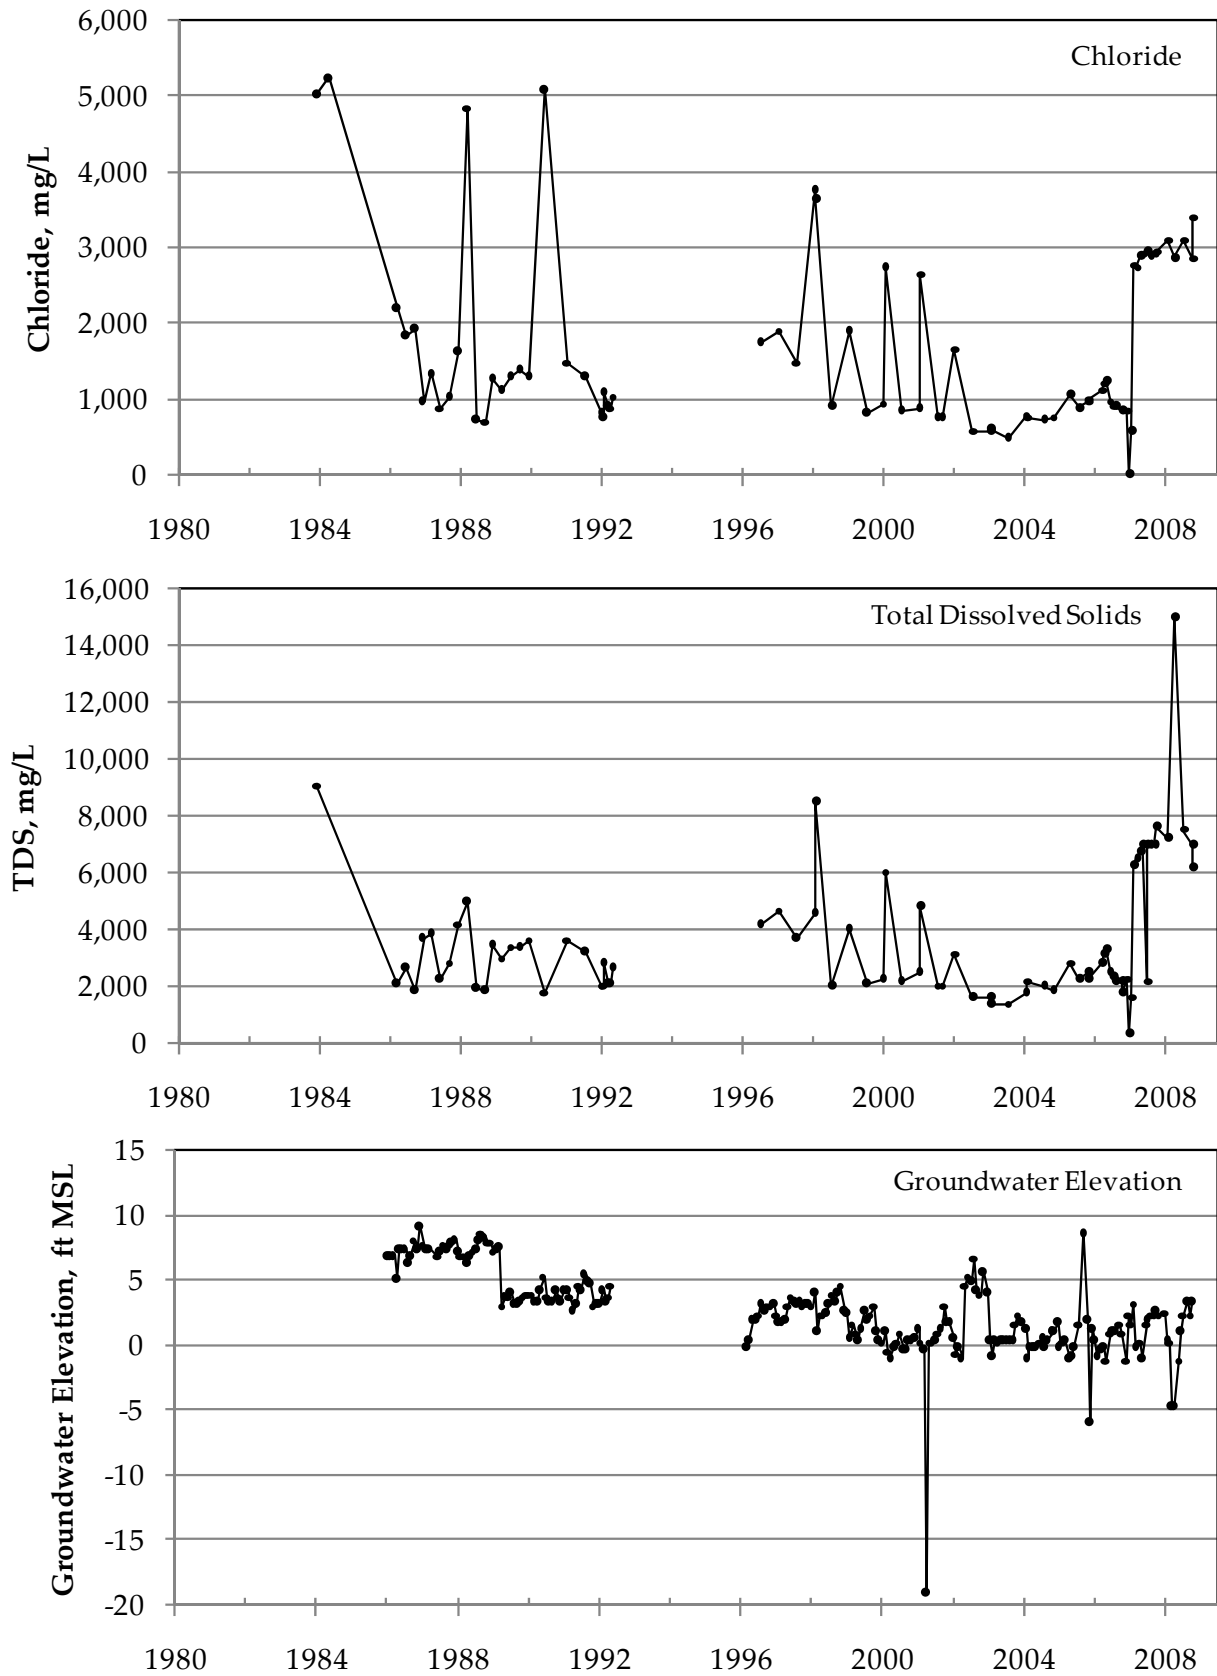 6,000
Chloride
5,000
4,000
3,000
2,000
1,000
0
Chloride, mg/L
1980 1984 1988 1992 1996 2000 2004 2008
16,000
Total Dissolved Solids
14,000
12,000
10,000
8,000
6,000
4,000
2,000
0
TDS, mg/L
1980 1984 1988 1992 1996 2000 2004 2008
15
Groundwater Elevation
10
5
0
-5
-10
-15
-20
Groundwater Elevation, ft MSL
1980 1984 1988 1992 1996 2000 2004 2008